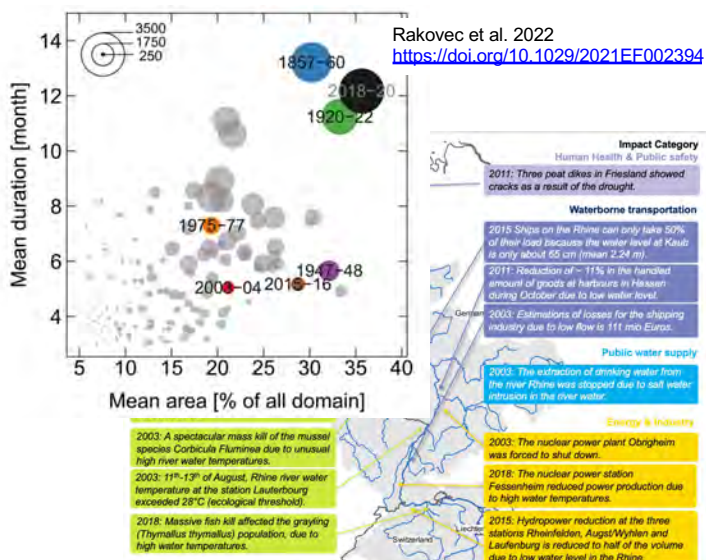 Rakovec et al. 2022
https://doi.org/10.1029/2021EF002394
3500
1750
250
14
12
10
8
6
4
Mean duration [month]
1857−60
2018−20
1920−22
1975−77
1947−48
2003−04
2015−16
5
10
15
20
25
30
35
40
Mean area [% of all domain]
Impact Category
Human Health & Public safety
2011: Three peat dikes in Friesland showed
cracks as a result of the drought.
Waterborne transportation
2015 Ships on the Rhine can only take 50%
of their load because the water level at Kaub
is only about 55 cm (mean 2.24 m).
2011: Reduction of ~ 11% in the handled
amount of goods at harbours in Hessen
during October due to low water level.
2003: Estimations of losses for the shipping
industry due to low flow is 111 mio Euros.
German
Public water supply
2003: The extraction of drinking water from
the river Rhine was stopped due to salt water
intrusion in the river water.
Energy & Industry
2003: The nuclear power plant Obrigheim
was forced to shut down.
2018: The nuclear power station
Fessenheim reduced power production due
to high water temperatures.
2015: Hydropower reduction at the three
stations Rheinfelden, Augst/Wyhlen and
Laufenburg is reduced to half of the volume
due to low water level in the Rhine.
2003: A spectacular mass kill of the mussel
species Corbicula Fluminea due to unusual
high river water temperatures.
2003: 11th-13th of August, Rhine river water
temperature at the station Lauterbourg
exceeded 28°C (ecological threshold).
2018: Massive fish kill affected the grayling
(Thymallus thymallus) population, due to
high water temperatures.
Switzerland
Liechten